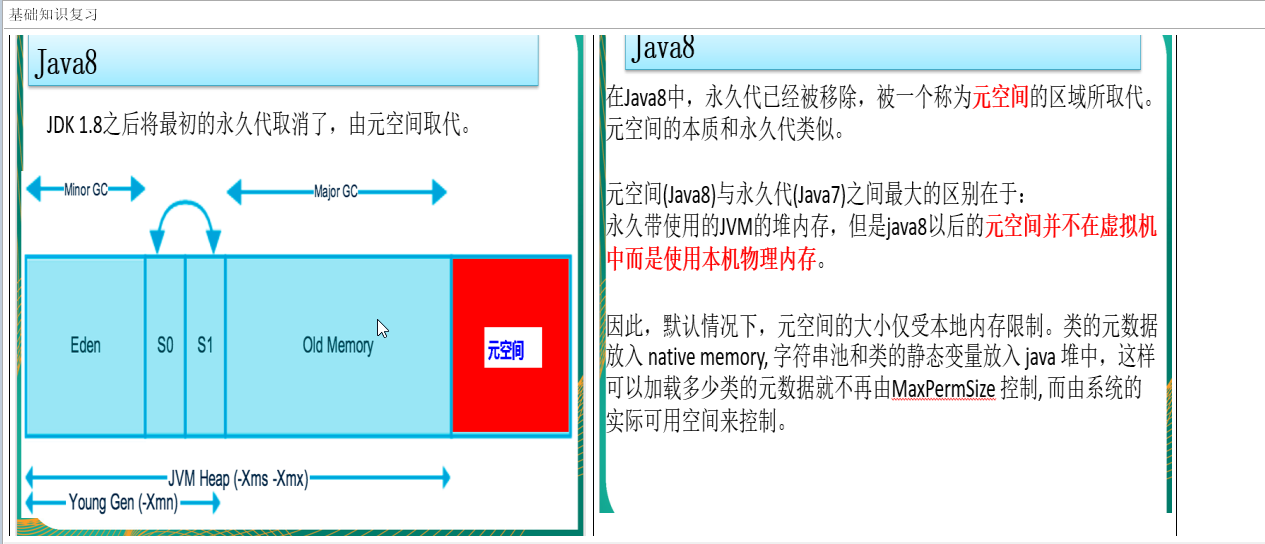 基础知识复习
Java8
JDK 1.8之后将最初的永久代取消了，由元空间取代。
Minor GC
Major GC
Eden
S0
S1
Old Memory
元空间
JVM Heap (-Xms -Xmx)
Young Gen (-Xmn)
Java8
在Java8中，永久代已经被移除，被一个称为元空间的区域所取代。
元空间的本质和永久代类似。
元空间(Java8)与永久代(Java7)之间最大的区别在于：
永久带使用的JVM的堆内存，但是java8以后的元空间并不在虚拟机
中而是使用本机物理内存。
因此，默认情况下，元空间的大小仅受本地内存限制。类的元数据
放入 native memory, 字符串池和类的静态变量放入 java 堆中，这样
可以加载多少类的元数据就不再由MaxPermSize 控制, 而由系统的
实际可用空间来控制。